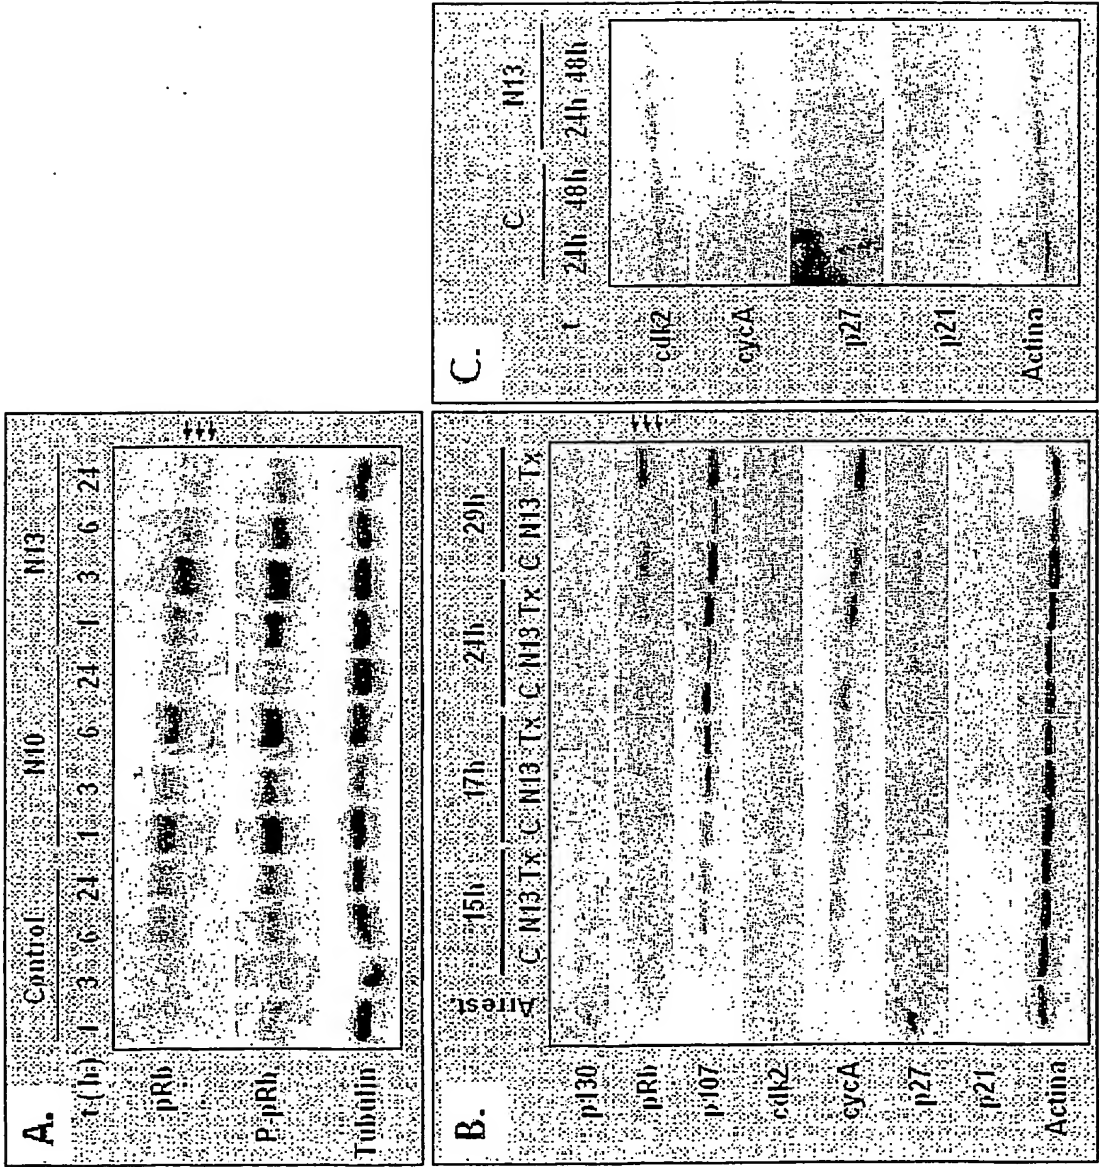 A.
Control N10 N13
t (h) 1 3 6 24 1 3 6 24 1 3 6 24
pRb
P-pRb
Tubulin
B.
Arrest. 15h 17h 24h 29h
C N13 Tx C N13 Tx C N13 Tx C N13 Tx
p130
pRb
p107
cdk2
cycA
p27
p21
Actina
C.
C N13
t 24h 48h 24h 48h
cdk2
cycA
p27
p21
Actina